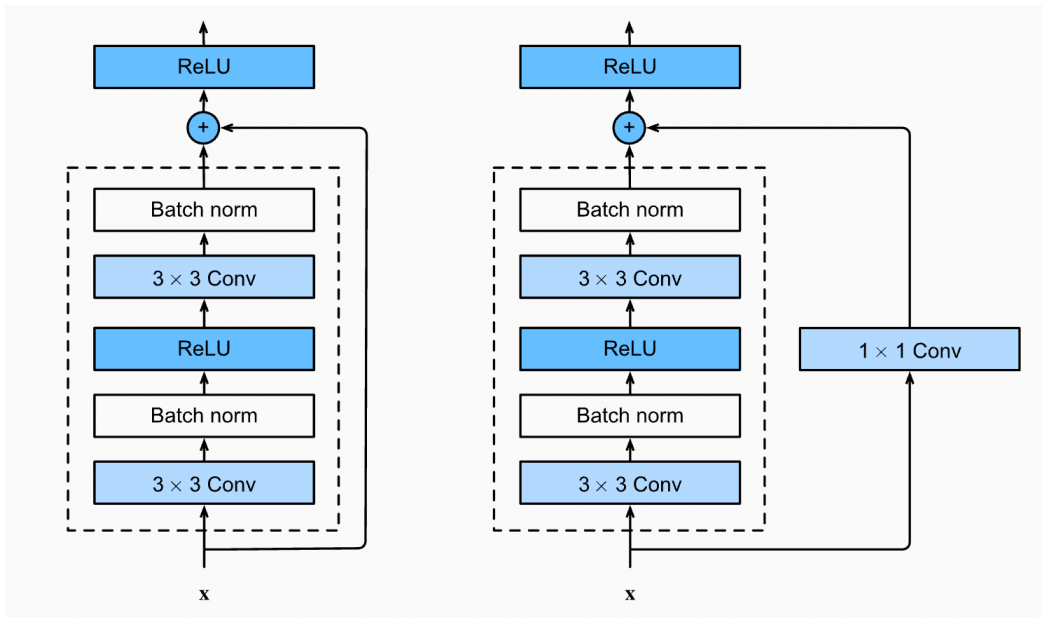 ReLU
+
Batch norm
3 × 3 Conv
ReLU
Batch norm
3 × 3 Conv
x
ReLU
+
Batch norm
3 × 3 Conv
ReLU
Batch norm
3 × 3 Conv
x
1 × 1 Conv